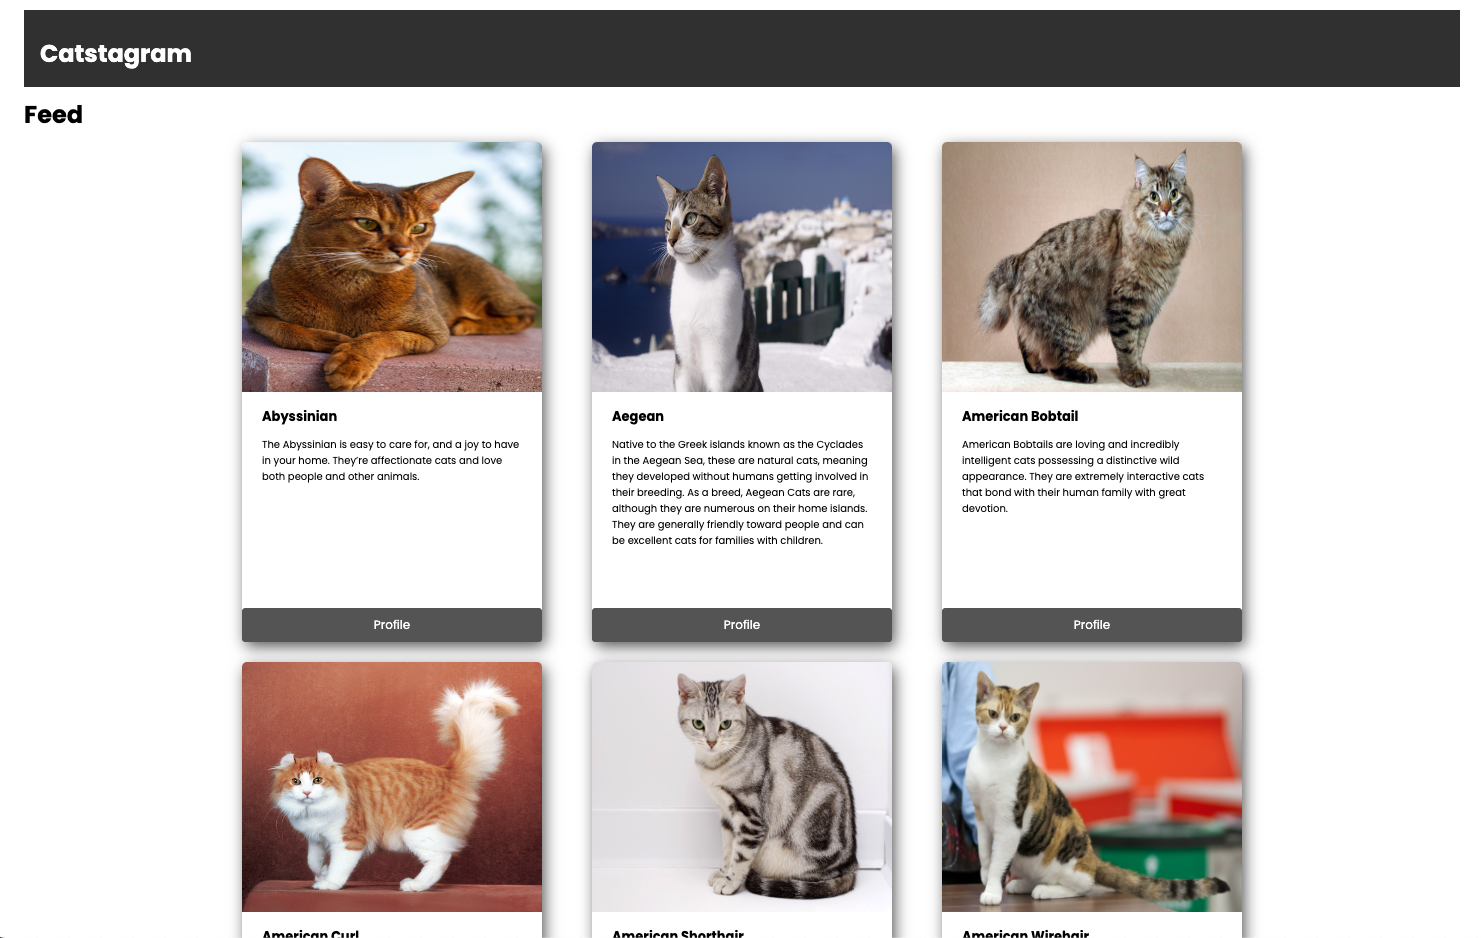 Catstagram
Feed
Abyssinian
The Abyssinian is easy to care for, and a joy to have
in your home. They're affectionate cats and love
both people and other animals.
Profile
Aegean
Native to the Greek islands known as the Cyclades
in the Aegean Sea, these are natural cats, meaning
they developed without humans getting involved in
their breeding. As a breed, Aegean Cats are rare,
although they are numerous on their home islands.
They are generally friendly toward people and can
be excellent cats for families with children.
Profile
American Bobtail
American Bobtails are loving and incredibly
intelligent cats possessing a distinctive wild
appearance. They are extremely interactive cats
that bond with their human family with great
devotion.
Profile
American Curl
American Shorthair
American Wirehair